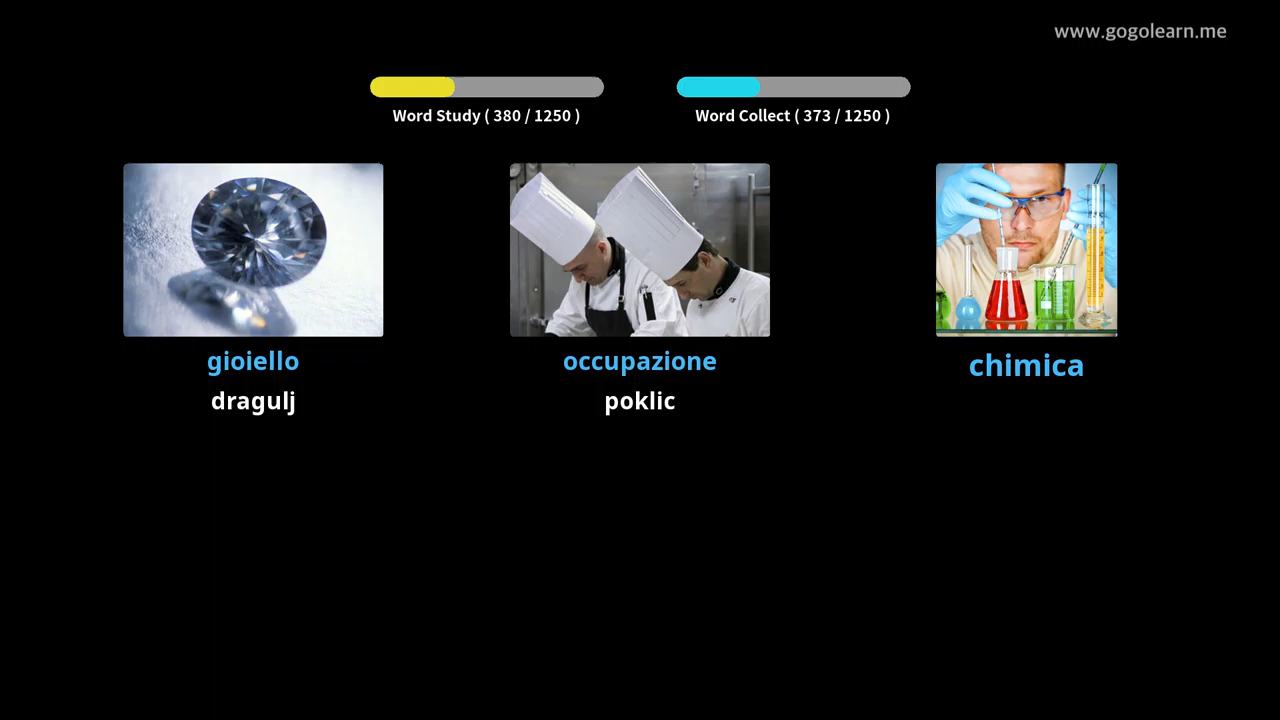 www.gogolearn.me
Word Study ( 380 / 1250 )
Word Collect ( 373 / 1250 )
gioiello
occupazione
chimica
dragulj
poklic